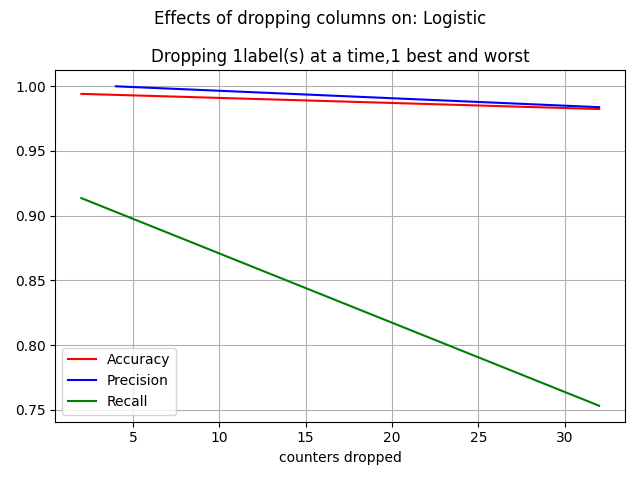 Effects of dropping columns on: Logistic
Dropping 1label(s) at a time,1 best and worst
1.00
0.95
0.90
0.85
0.80
0.75
Accuracy
Precision
Recall
5 10 15 20 25 30
counters dropped